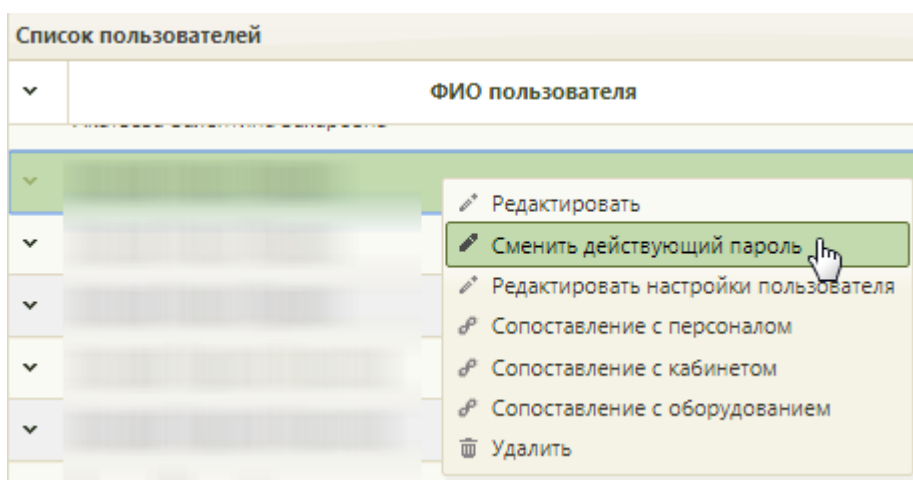 Список пользователей
ФИО пользователя
Редактировать
Сменить действующий пароль
Редактировать настройки пользователя
Сопоставление с персоналом
Сопоставление с кабинетом
Сопоставление с оборудованием
Удалить